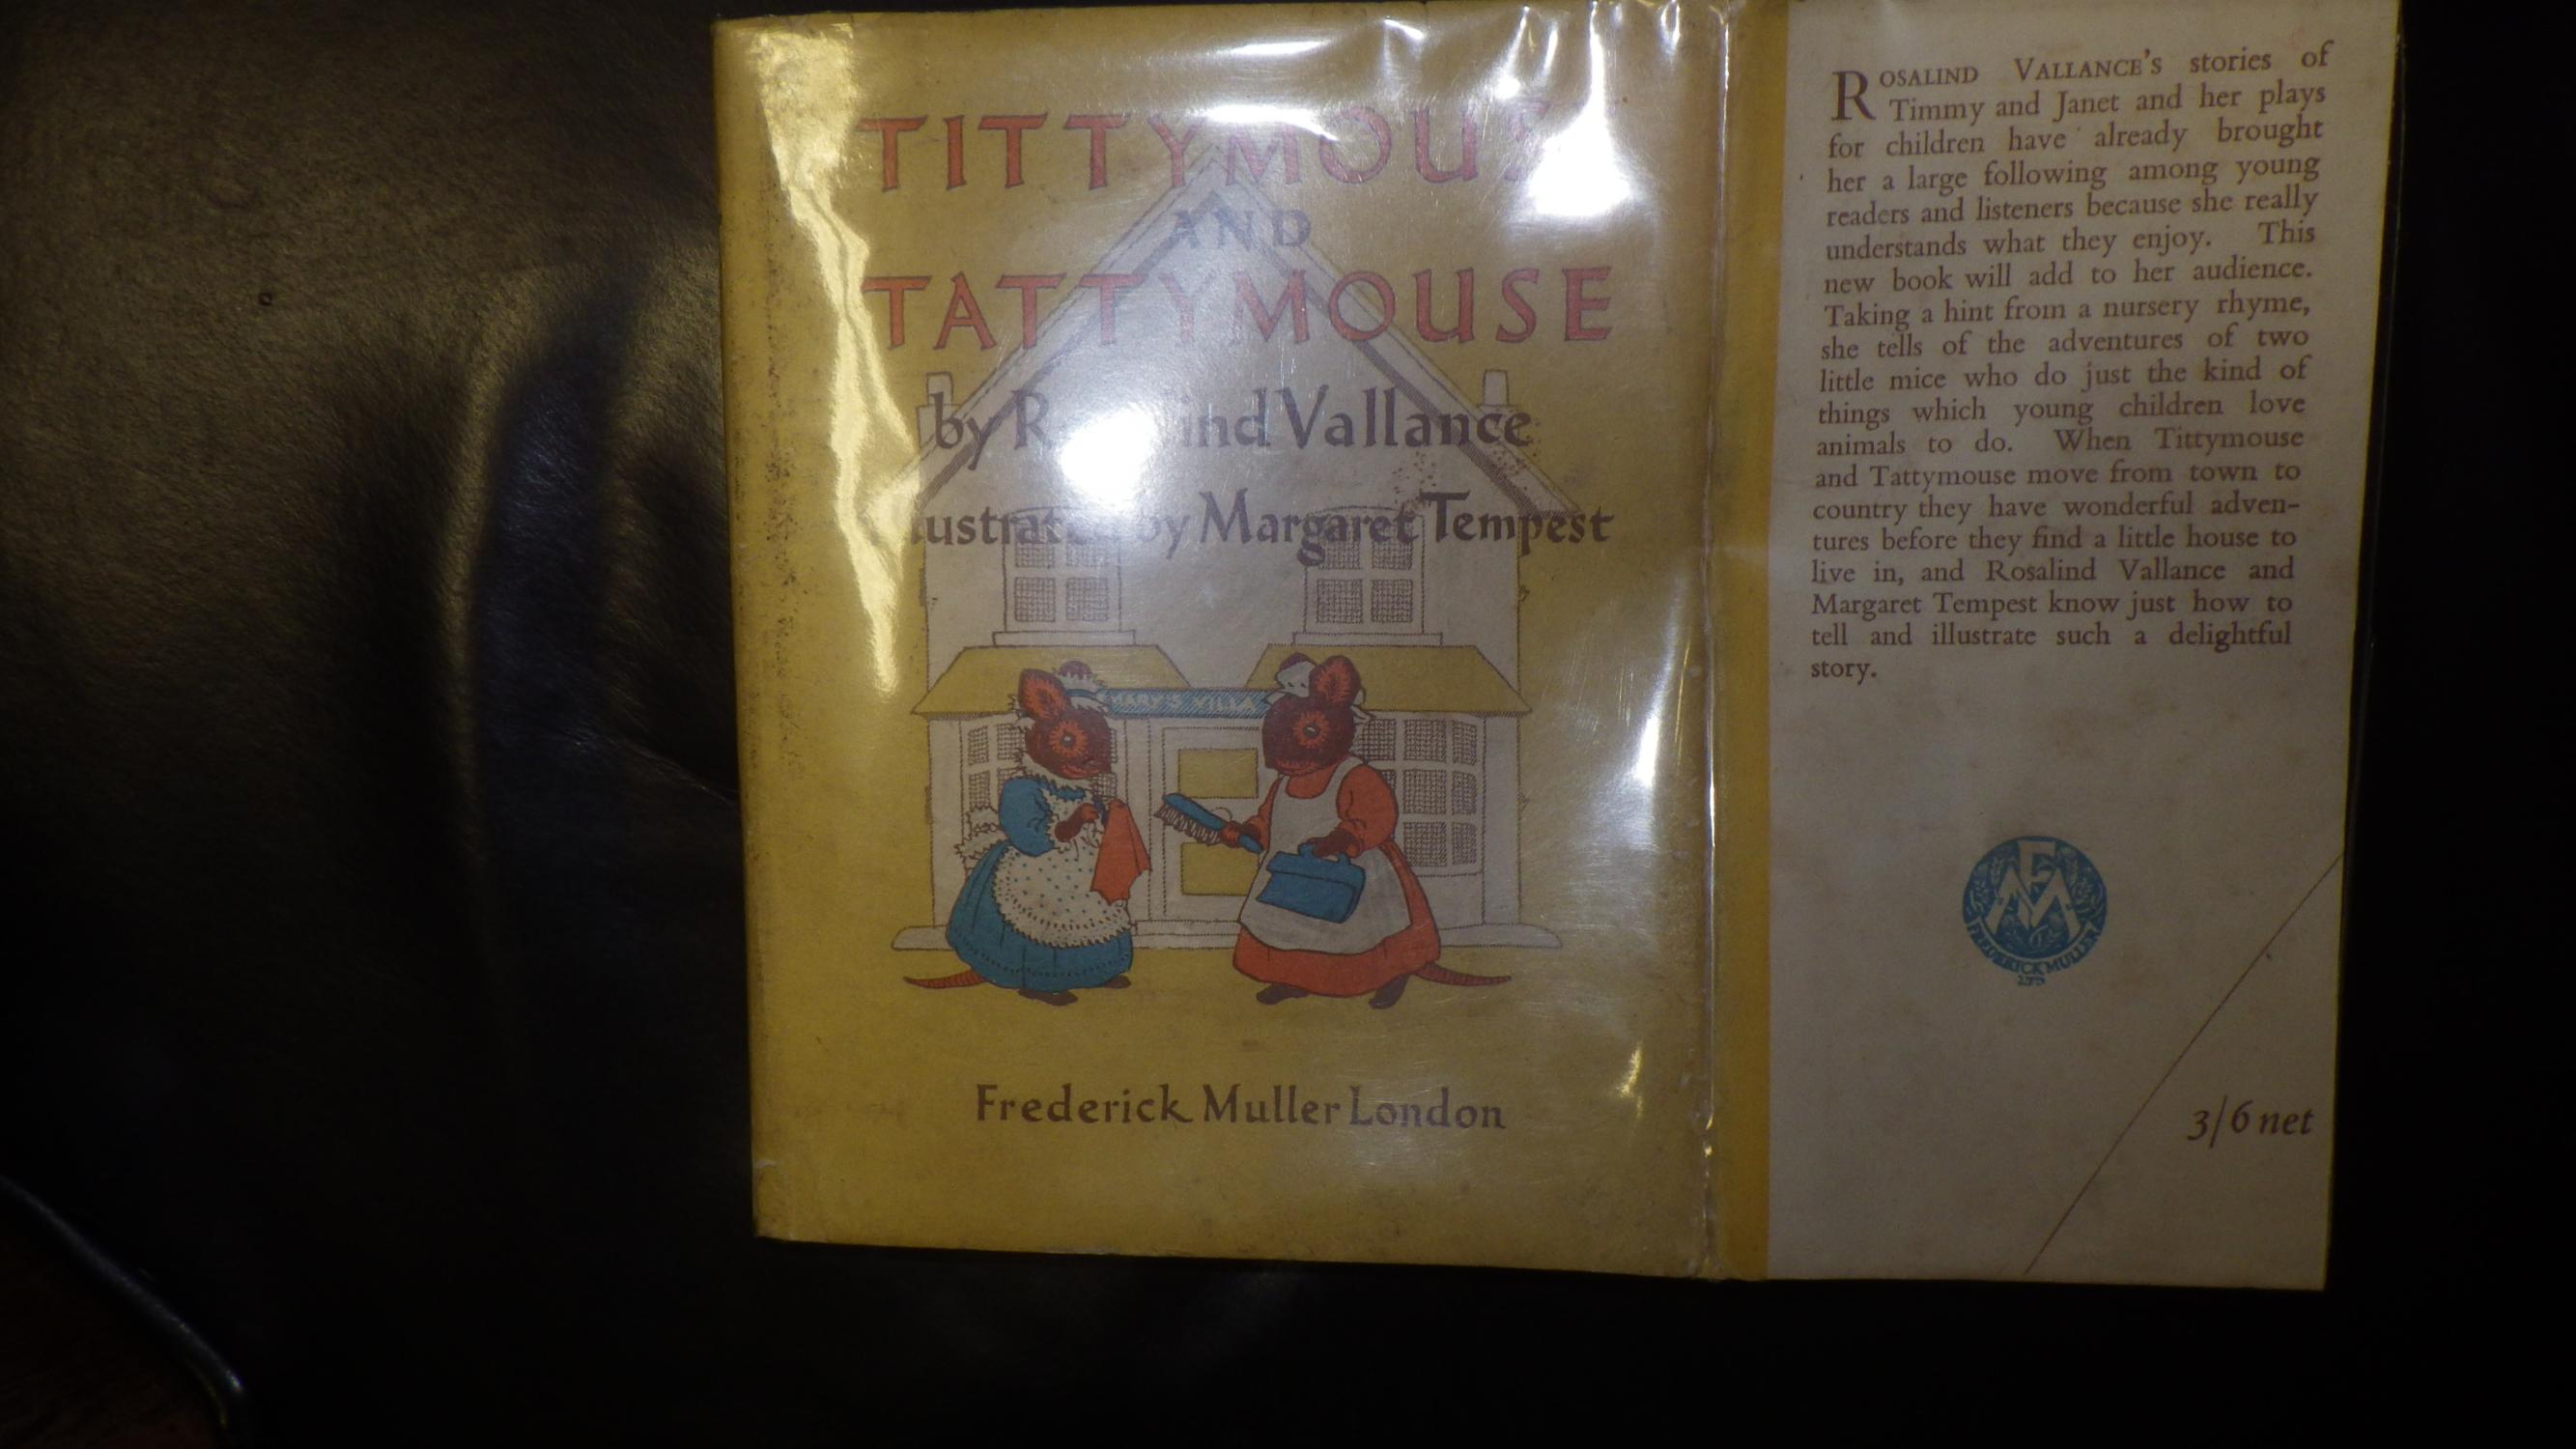 TITTYMOUSE
AND
TATTYMOUSE
by Rosalind Vallance
Illustrated by Margaret Tempest
MARY'S VILLA
Frederick Muller London
ROSALIND VALLANCE'S stories of
Timmy and Janet and her plays
for children have already brought
her a large following among young
readers and listeners because she really
understands what they enjoy. This
new book will add to her audience.
Taking a hint from a nursery rhyme,
she tells of the adventures of two
little mice who do just the kind of
things which young children love
animals to do. When Tittymouse
and Tattymouse move from town to
country they have wonderful adven-
tures before they find a little house to
live in, and Rosalind Vallance and
Margaret Tempest know just how to
tell and illustrate such a delightful
story.
FM
FREDERICK MULLER
LTD
3/6 net